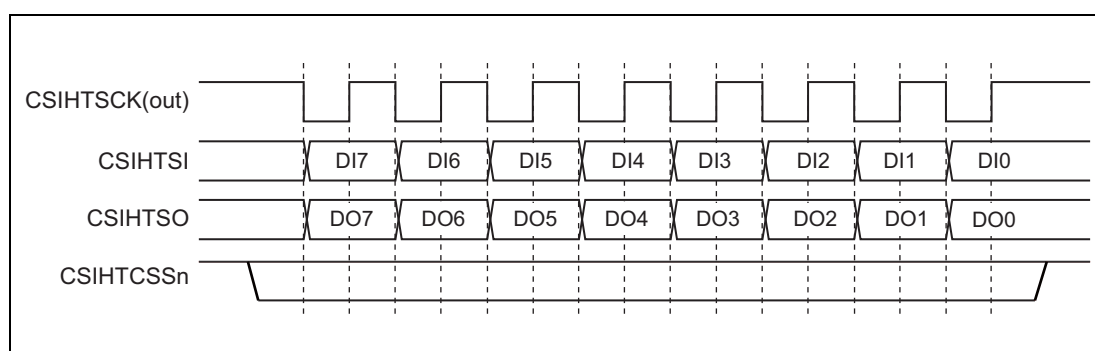 CSIHTSCK(out)
CSIHTSI DI7 DI6 DI5 DI4 DI3 DI2 DI1 DI0
CSIHTSO DO7 DO6 DO5 DO4 DO3 DO2 DO1 DO0
CSIHTCSSn